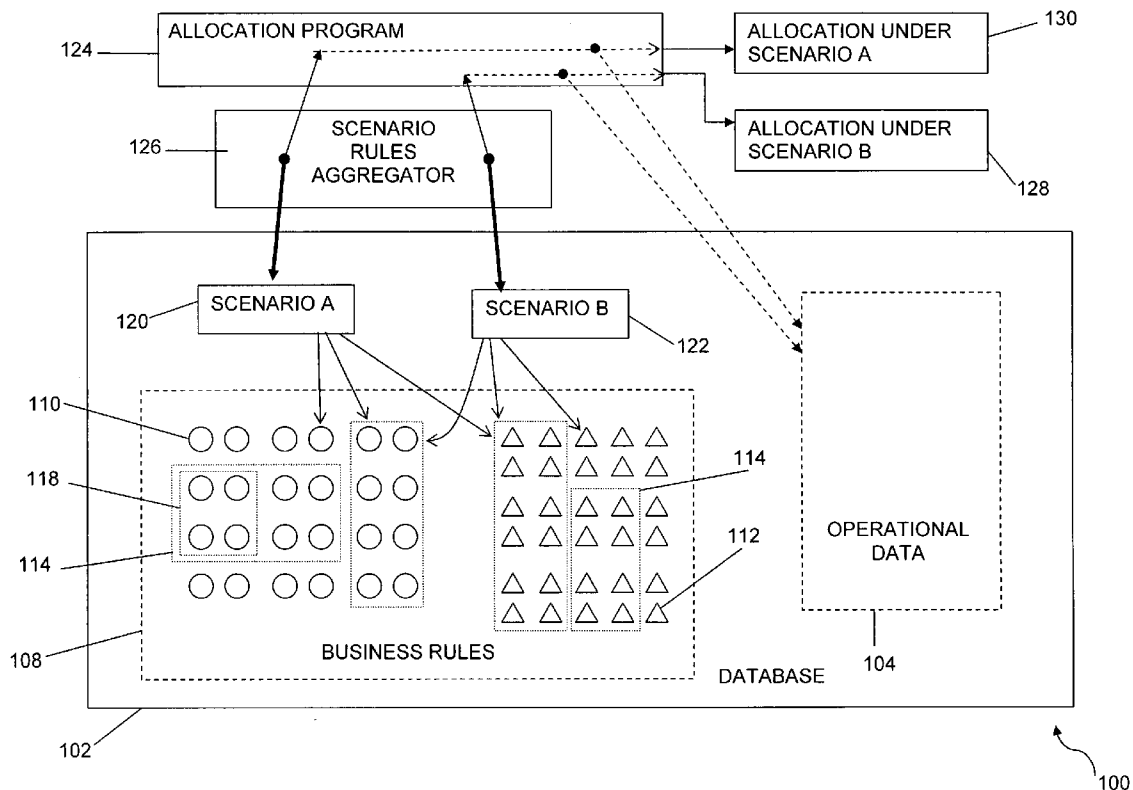 ALLOCATION PROGRAM
124
ALLOCATION UNDER
SCENARIO A
130
SCENARIO
RULES
AGGREGATOR
126
ALLOCATION UNDER
SCENARIO B
128
SCENARIO A
120
SCENARIO B
122
110
118
114
114
112
OPERATIONAL
DATA
108
BUSINESS RULES
104
DATABASE
102
100